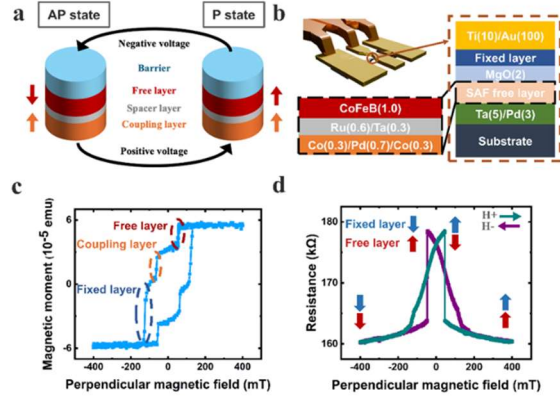 a
AP state
P state
Negative voltage
Barrier
Free layer
Spacer layer
Coupling layer
Positive voltage
b
Ti(10)/Au(100)
Fixed layer
MgO(2)
SAF free layer
Ta(5)/Pd(3)
Substrate
CoFeB(1.0)
Ru(0.6)/Ta(0.3)
Co(0.3)/Pd(0.7)/Co(0.3)
c
Magnetic moment (10-5 emu)
6
0
-6
Free layer
Coupling layer
Fixed layer
-400 -200 0 200 400
Perpendicular magnetic field (mT)
d
Resistance (kΩ)
180
170
160
Fixed layer
Free layer
H+
H-
-400 -200 0 200 400
Perpendicular magnetic field (mT)